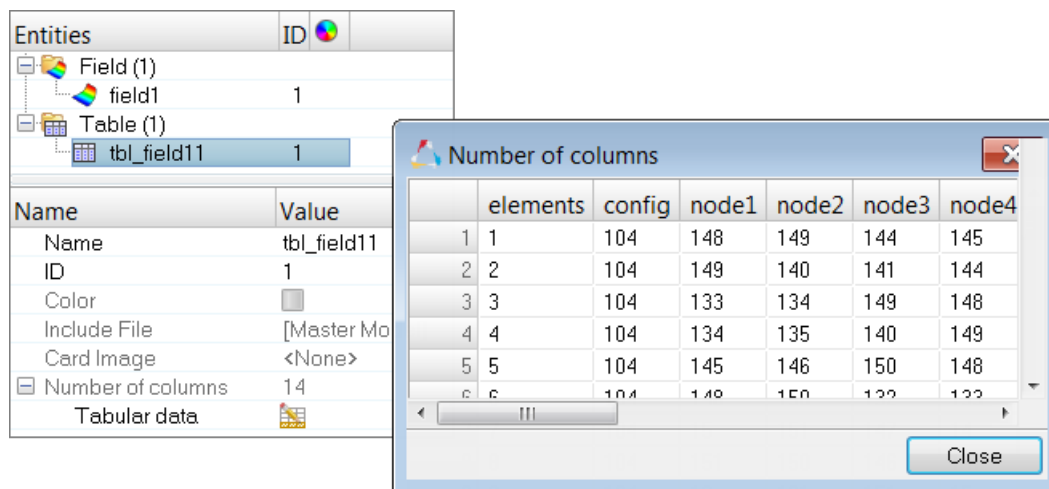 Entities ID
Field (1)
field1 1
Table (1)
tbl_field11 1
Name Value
Name tbl_field11
ID 1
Color
Include File [Master Mo
Card Image <None>
Number of columns 14
Tabular data
Number of columns
elements config node1 node2 node3 node4
1 1 104 148 149 144 145
2 2 104 149 140 141 144
3 3 104 133 134 149 148
4 4 104 134 135 140 149
5 5 104 145 146 150 148
Close